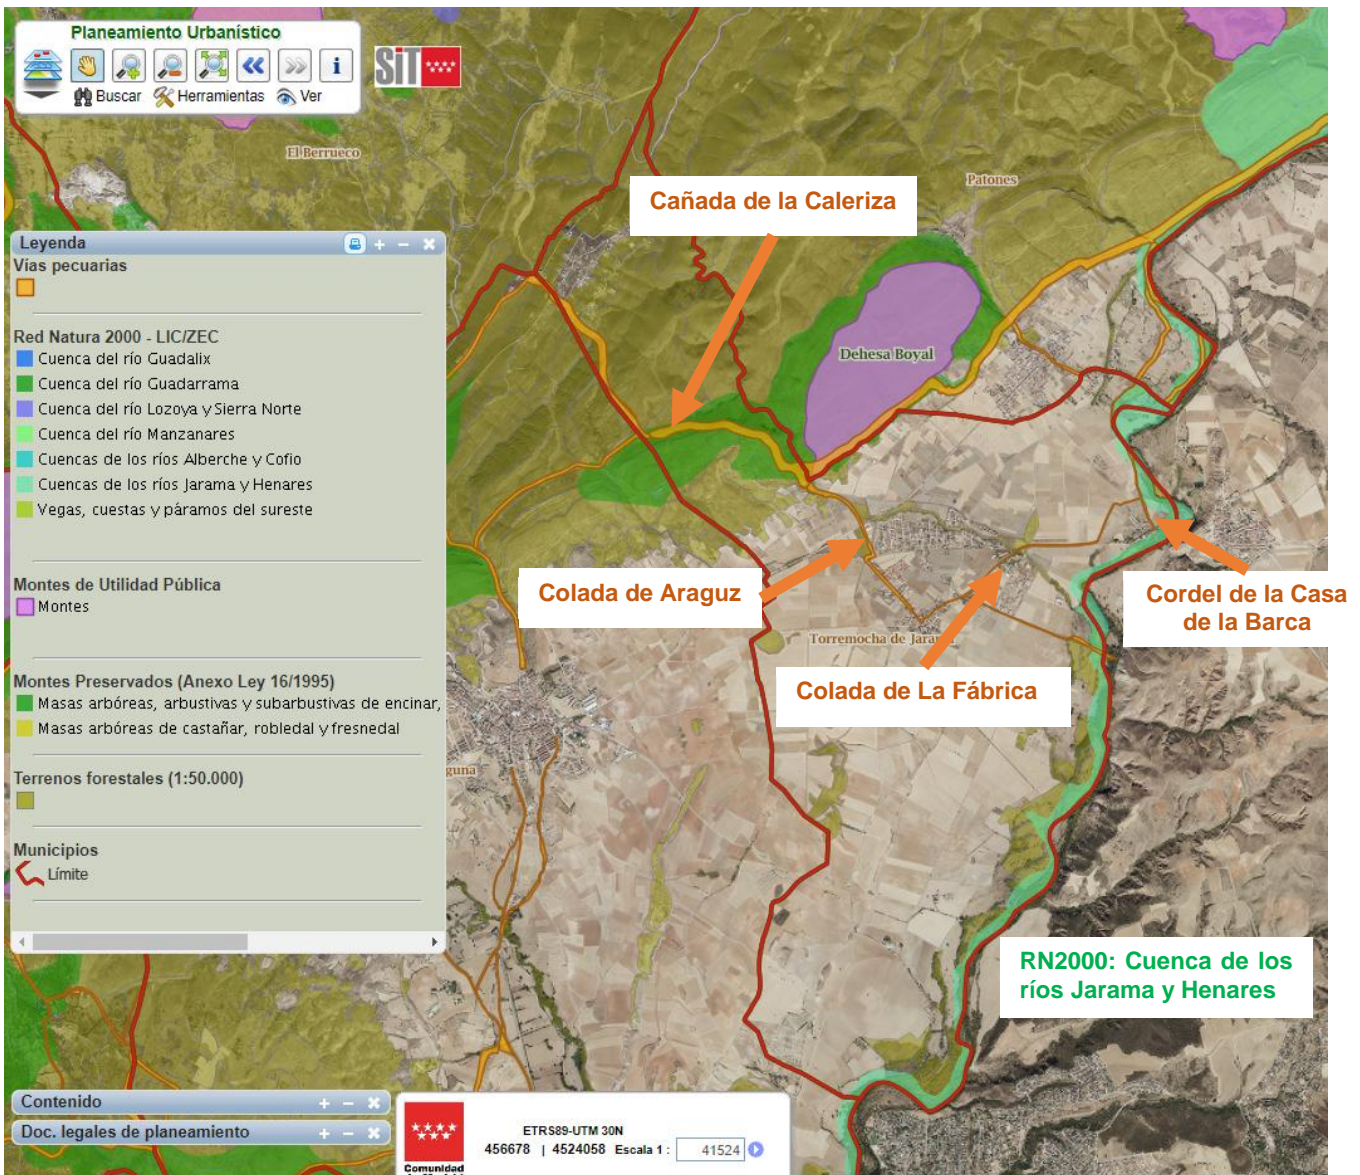 Planeamiento Urbanístico
SiT
Buscar Herramientas Ver
El Berrueco
Patones
Cañada de la Caleriza
Leyenda
Vías pecuarias
Red Natura 2000 - LIC/ZEC
Cuenca del río Guadalix
Cuenca del río Guadarrama
Cuenca del río Lozoya y Sierra Norte
Cuenca del río Manzanares
Cuencas de los ríos Alberche y Cofio
Cuencas de los ríos Jarama y Henares
Vegas, cuestas y páramos del sureste
Montes de Utilidad Pública
Montes
Montes Preservados (Anexo Ley 16/1995)
Masas arbóreas, arbustivas y subarbustivas de encinar,
Masas arbóreas de castañar, robledal y fresnedal
Terrenos forestales (1:50.000)
Municipios
Límite
Dehesa Boyal
Colada de Araguz
Cordel de la Casa
de la Barca
Torremocha de Jara
Colada de La Fábrica
guna
RN2000: Cuenca de los
ríos Jarama y Henares
Contenido
Doc. legales de planeamiento
Comunidad
ETRS89-UTM 30N
456678 | 4524058 Escala 1 : 41524